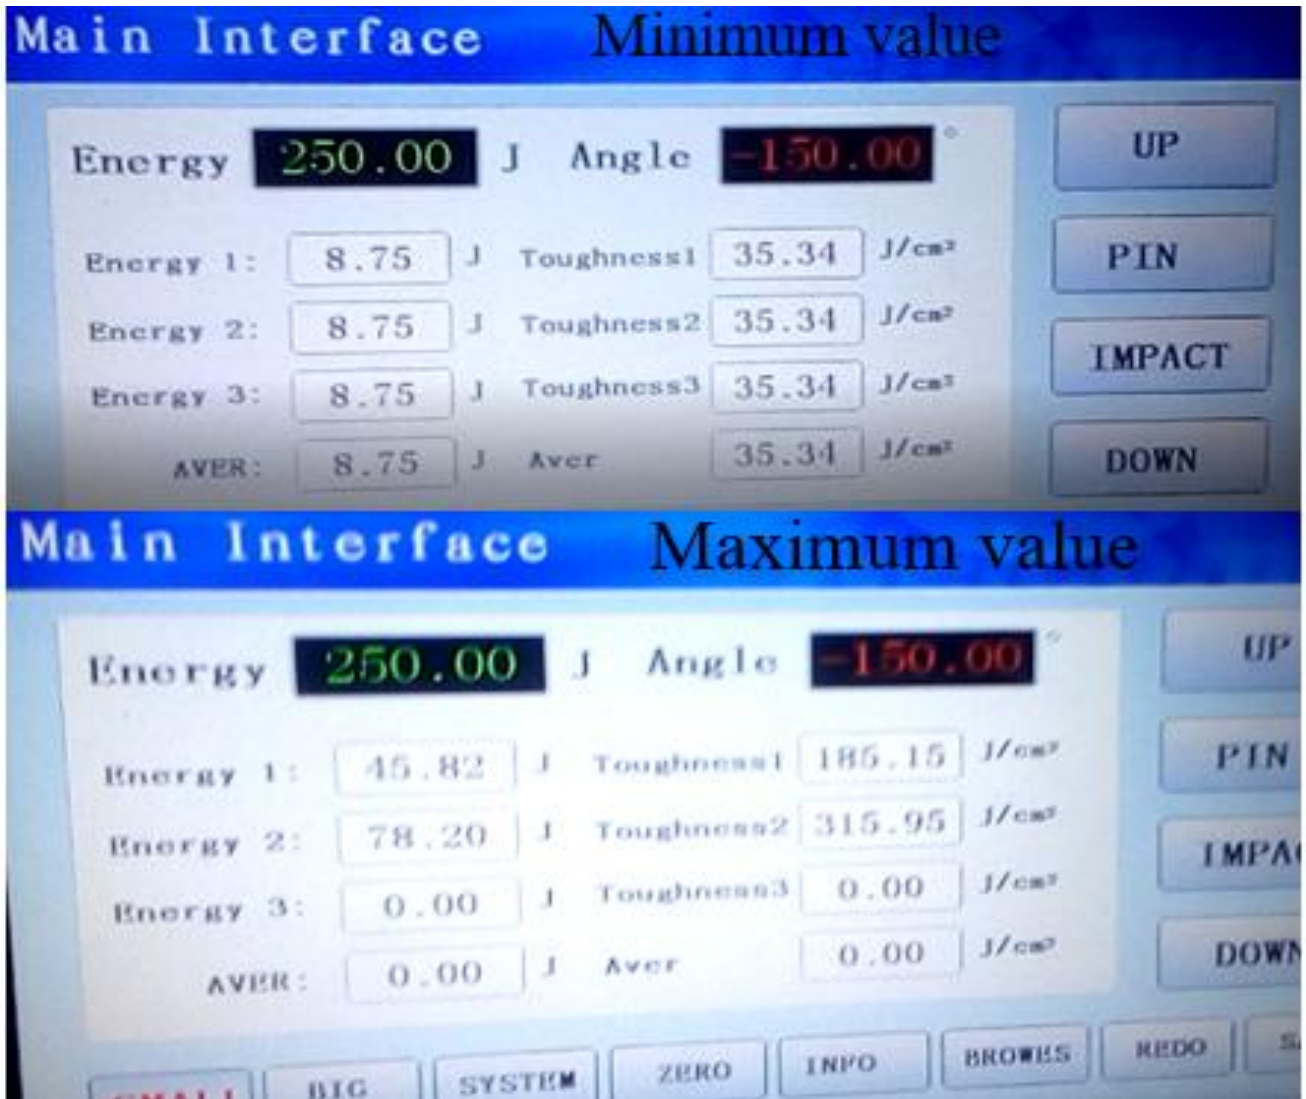 Main Interface Minimum value
Energy 250.00 J Angle -150.00 °
UP
Energy 1: 8.75 J Toughness1 35.34 J/cm²
PIN
Energy 2: 8.75 J Toughness2 35.34 J/cm²
IMPACT
Energy 3: 8.75 J Toughness3 35.34 J/cm²
AVER: 8.75 J Aver 35.34 J/cm²
DOWN
Main Interface Maximum value
Energy 250.00 J Angle -150.00 °
UP
Energy 1: 45.82 J Toughness1 185.15 J/cm²
PIN
Energy 2: 78.20 J Toughness2 315.95 J/cm²
IMPA
Energy 3: 0.00 J Toughness3 0.00 J/cm²
AVER: 0.00 J Aver 0.00 J/cm²
DOWN
SMALL BIG SYSTEM ZERO INFO BROWES REDO